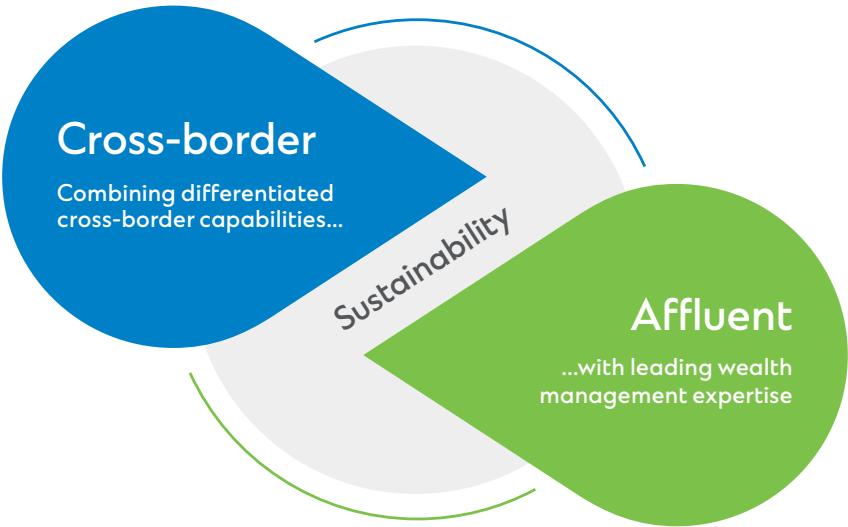 Cross-border
Combining differentiated
cross-border capabilities...
Sustainability
Affluent
...with leading wealth
management expertise